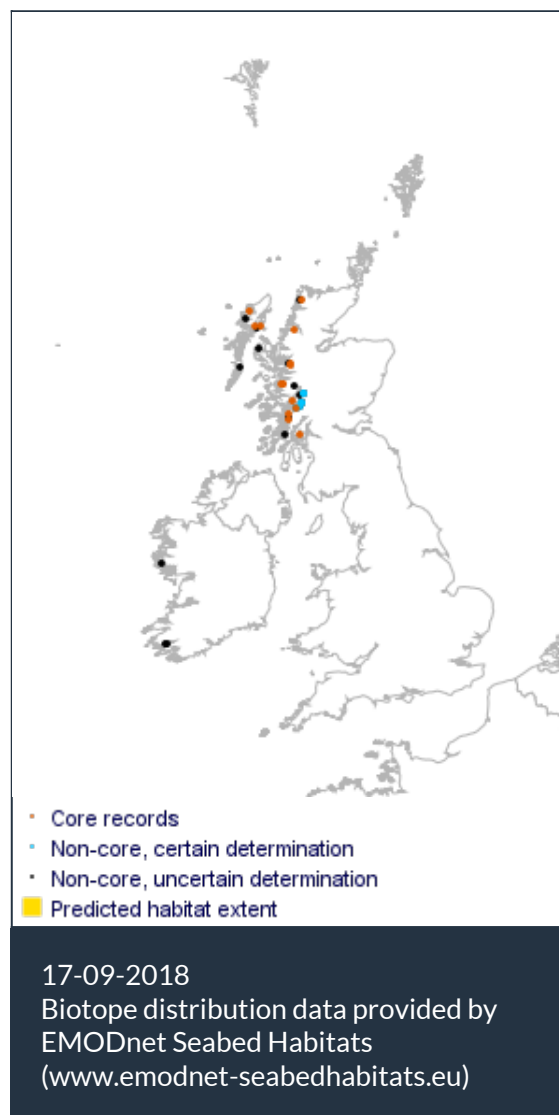 Core records
Non-core, certain determination
Non-core, uncertain determination
Predicted habitat extent
17-09-2018
Biotope distribution data provided by
EMODnet Seabed Habitats
(www.emodnet-seabedhabitats.eu)